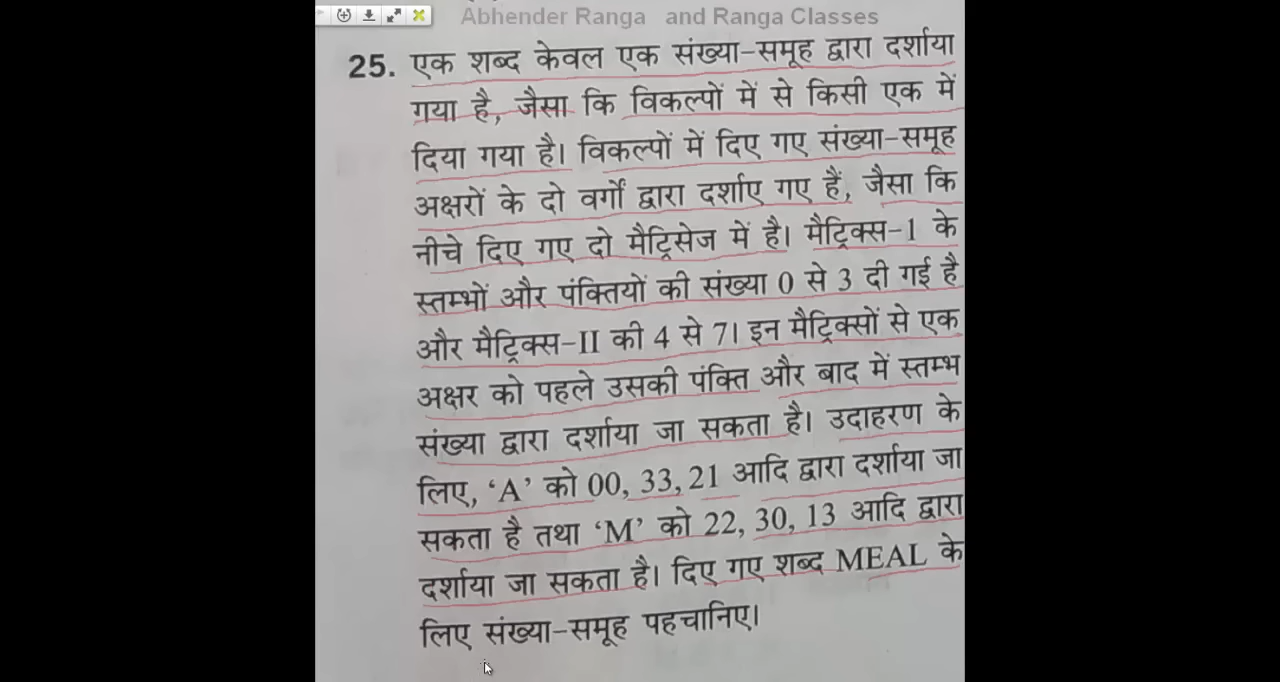 Abhender Ranga and Ranga Classes
25. एक शब्द केवल एक संख्या-समूह द्वारा दर्शाया
गया है, जैसा कि विकल्पों में से किसी एक में
दिया गया है। विकल्पों में दिए गए संख्या-समूह
अक्षरों के दो वर्गों द्वारा दर्शाए गए हैं, जैसा कि
नीचे दिए गए दो मैट्रिसेज में है। मैट्रिक्स-1 के
स्तम्भों और पंक्तियों की संख्या 0 से 3 दी गई है
और मैट्रिक्स-II की 4 से 7। इन मैट्रिक्सों से एक
अक्षर को पहले उसकी पंक्ति और बाद में स्तम्भ
संख्या द्वारा दर्शाया जा सकता है। उदाहरण के
लिए, ‘A’ को 00, 33, 21 आदि द्वारा दर्शाया जा
सकता है तथा ‘M’ को 22, 30, 13 आदि द्वारा
दर्शाया जा सकता है। दिए गए शब्द MEAL के
लिए संख्या-समूह पहचानिए।